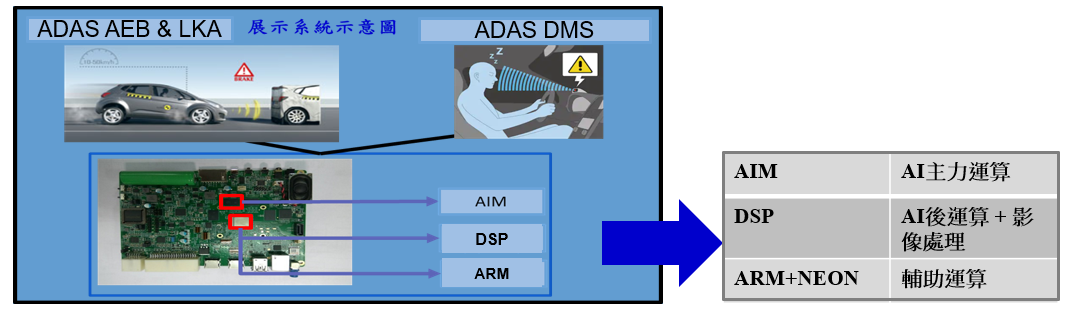 ADAS AEB & LKA
展示系統示意圖
ADAS DMS
BRAKE
z
z
z
AIM
DSP
ARM
AIM
AI主力運算
DSP
AI後運算 + 影
像處理
ARM+NEON
輔助運算